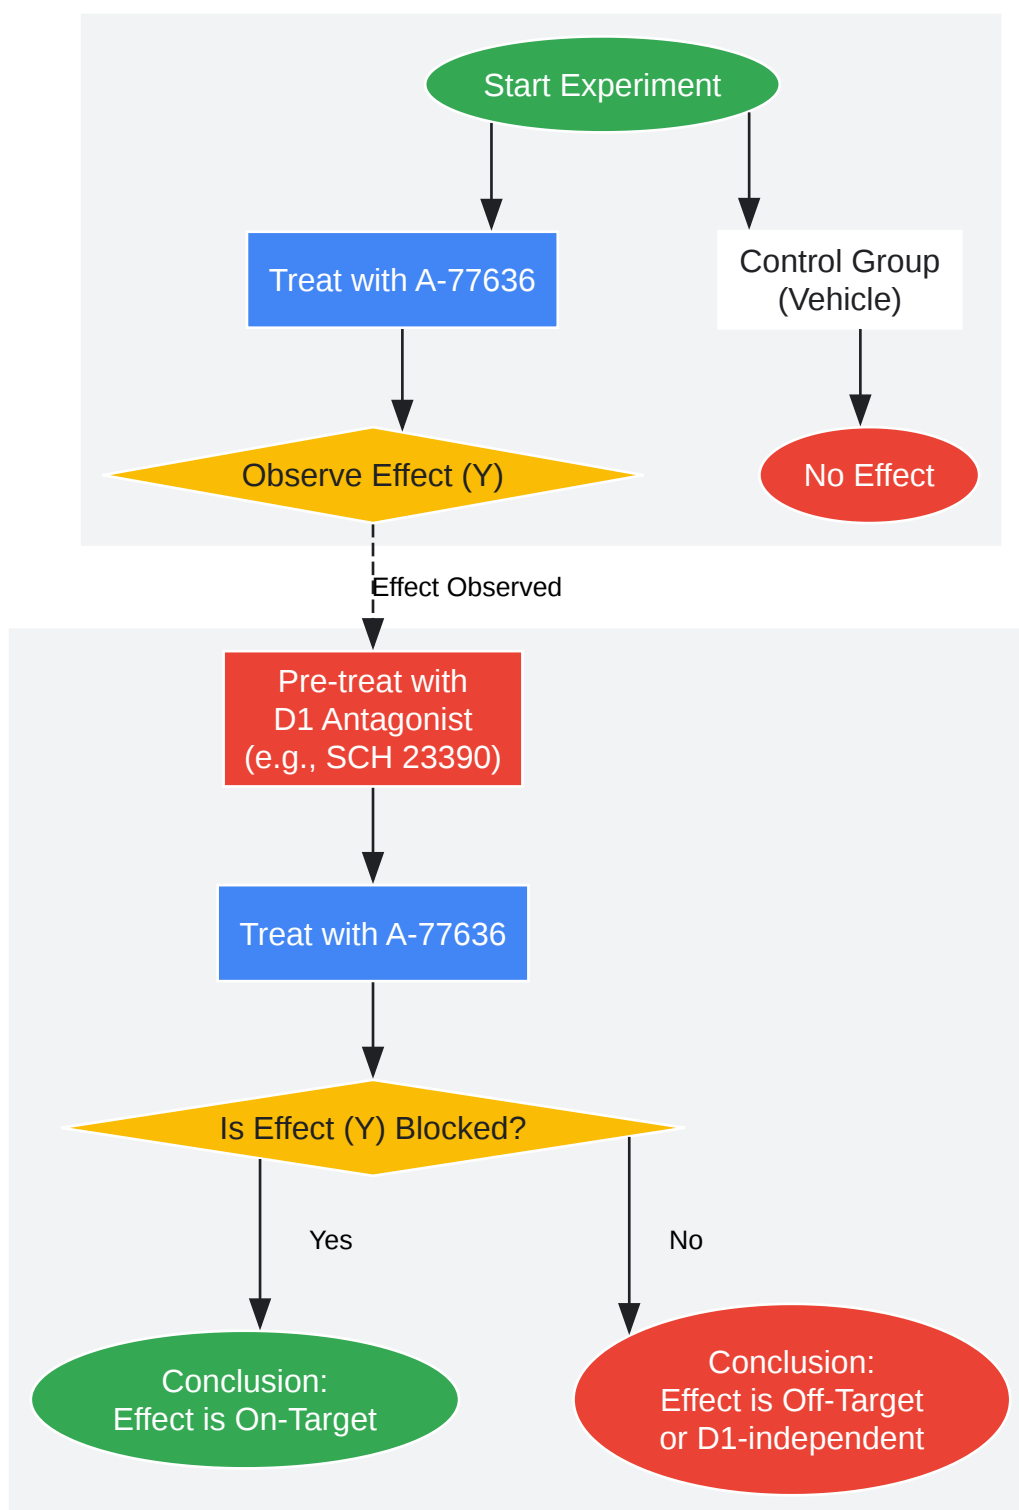 Start Experiment
Treat with A-77636
Control Group
(Vehicle)
Observe Effect (Y)
No Effect
Effect Observed
Pre-treat with
D1 Antagonist
(e.g., SCH 23390)
Treat with A-77636
Is Effect (Y) Blocked?
Yes
No
Conclusion:
Effect is On-Target
Conclusion:
Effect is Off-Target
or D1-independent